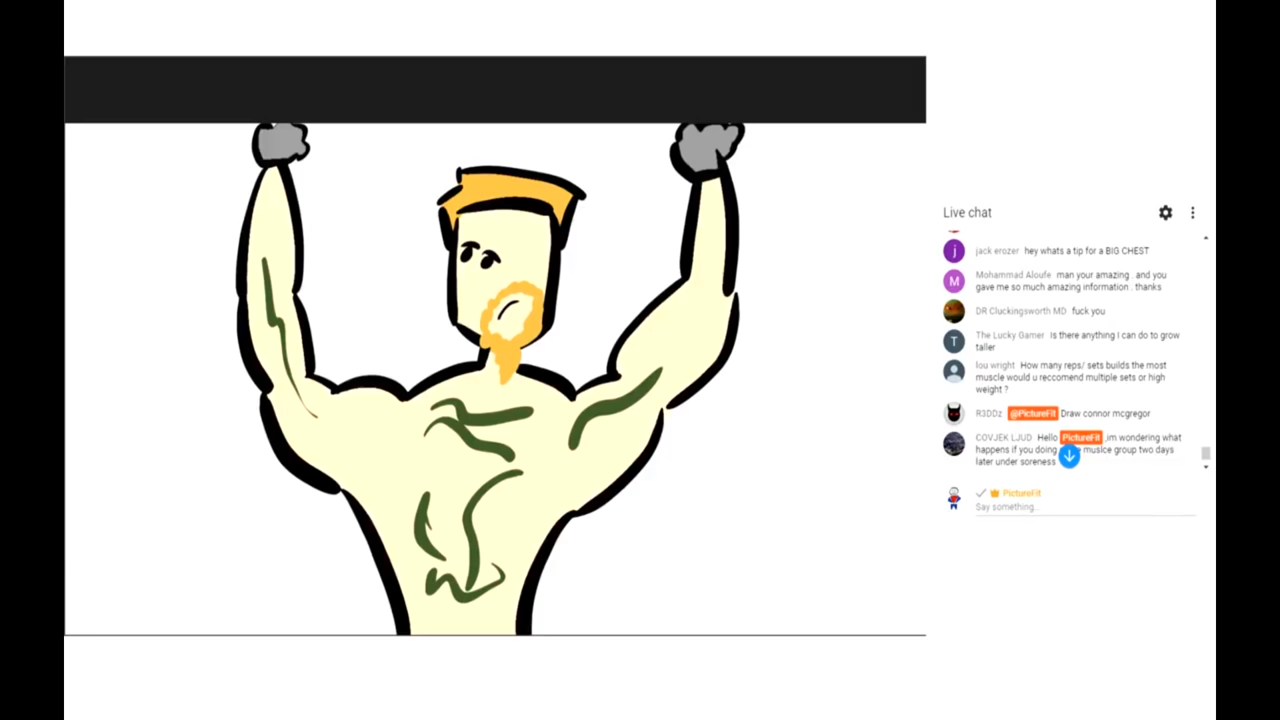 Live chat
jack erozer hey whats a tip for a BIG CHEST
Mohammad Aloufe man your amazing . and you
gave me so much amazing information . thanks
DR Cluckingsworth MD fuck you
The Lucky Gamer Is there anything I can do to grow
taller
lou wright How many reps/ sets builds the most
muscle would u reccomend multiple sets or high
weight ?
R3DDz @PictureFit Draw connor mcgregor
COVJEK LJUD Hello PictureFit ,im wondering what
happens if you doing muslce group two days
later under soreness
PictureFit
Say something...
j
M
T